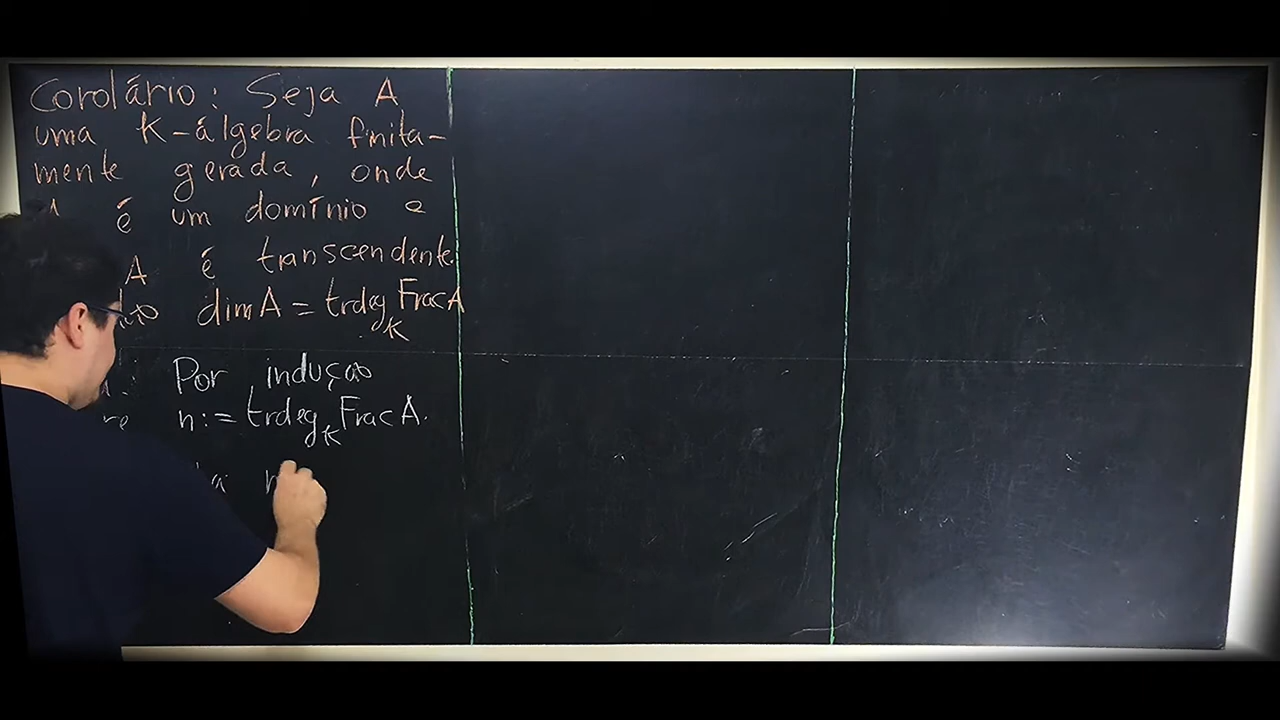 Corolário: Seja A
uma K-álgebra finita-
mente gerada, onde
é um domínio e
A é transcendente.
dim A = trdeg_K Frac A
Por indução
n := trdeg_K Frac A.